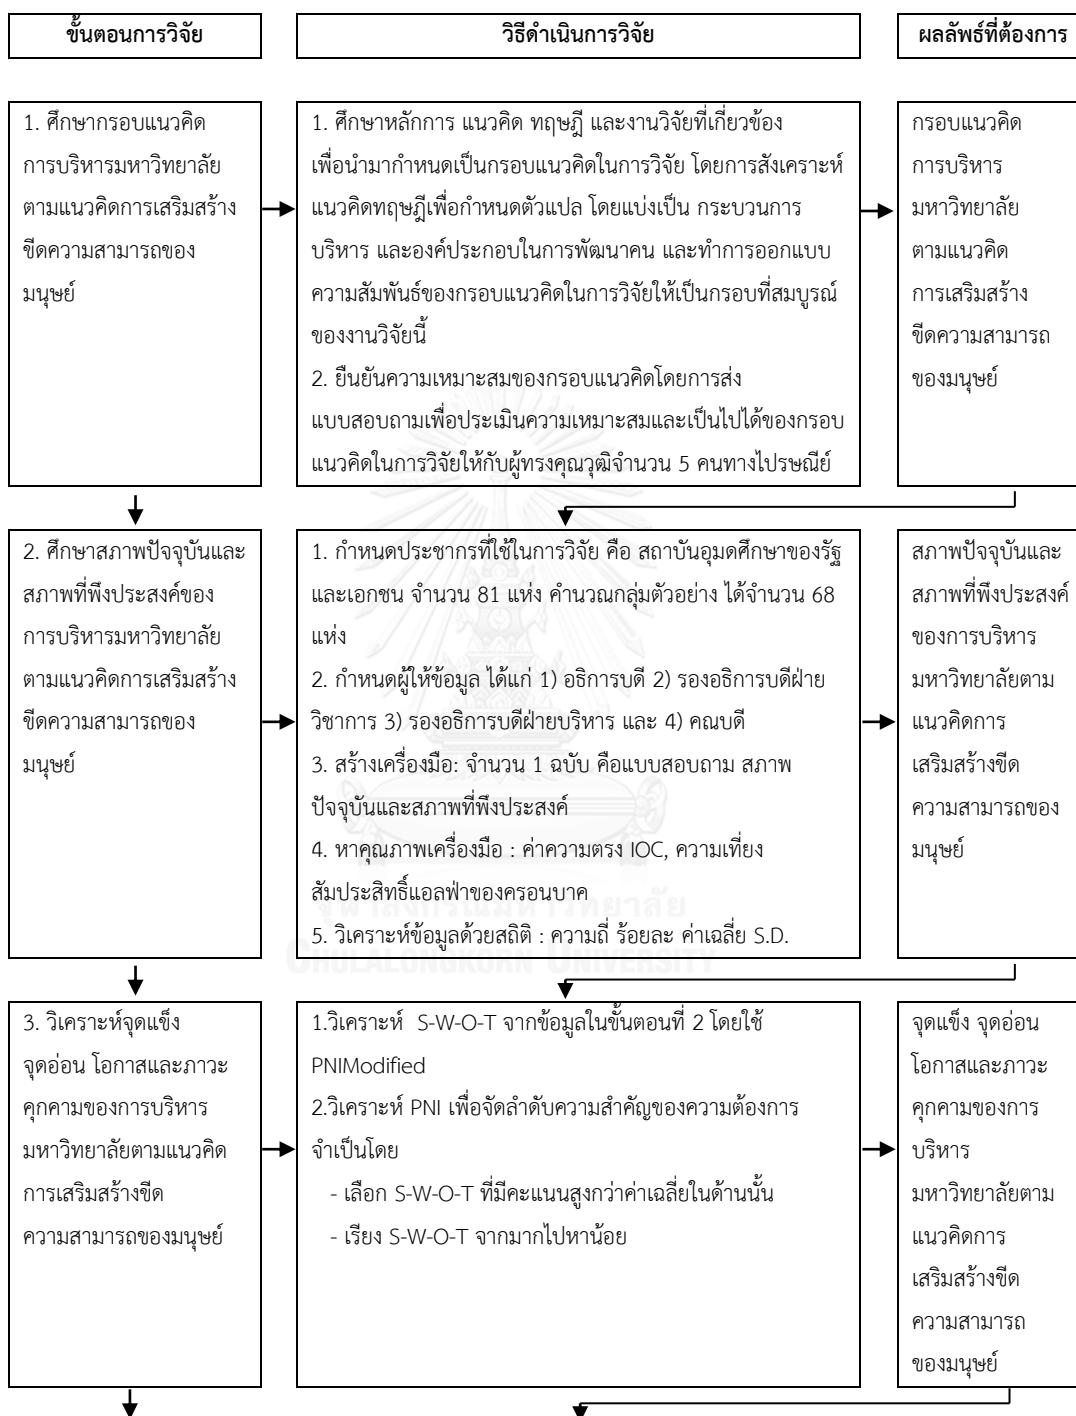 ขั้นตอนการวิจัย
วิธีดำเนินการวิจัย
ผลลัพธ์ที่ต้องการ
1. ศึกษากรอบแนวคิด
การบริหารมหาวิทยาลัย
ตามแนวคิดการเสริมสร้าง
ขีดความสามารถของ
มนุษย์
1. ศึกษาหลักการ แนวคิด ทฤษฎี และงานวิจัยที่เกี่ยวข้อง
เพื่อนำมากำหนดเป็นกรอบแนวคิดในการวิจัย โดยการสังเคราะห์
แนวคิดทฤษฎีเพื่อกำหนดตัวแปล โดยแบ่งเป็น กระบวนการ
บริหาร และองค์ประกอบในการพัฒนาคน และทำการออกแบบ
ความสัมพันธ์ของกรอบแนวคิดในการวิจัยให้เป็นกรอบที่สมบูรณ์
ของงานวิจัยนี้
2. ยืนยันความเหมาะสมของกรอบแนวคิดโดยการส่ง
แบบสอบถามเพื่อประเมินความเหมาะสมและเป็นไปได้ของกรอบ
แนวคิดในการวิจัยให้กับผู้ทรงคุณวุฒิจำนวน 5 คนทางไปรษณีย์
กรอบแนวคิด
การบริหาร
มหาวิทยาลัย
ตามแนวคิด
การเสริมสร้าง
ขีดความสามารถ
ของมนุษย์
2. ศึกษาสภาพปัจจุบันและ
สภาพที่พึงประสงค์ของ
การบริหารมหาวิทยาลัย
ตามแนวคิดการเสริมสร้าง
ขีดความสามารถของ
มนุษย์
1. กำหนดประชากรที่ใช้ในการวิจัย คือ สถาบันอุมดศึกษาของรัฐ
และเอกชน จำนวน 81 แห่ง คำนวณกลุ่มตัวอย่าง ได้จำนวน 68
แห่ง
2. กำหนดผู้ให้ข้อมูล ได้แก่ 1) อธิการบดี 2) รองอธิการบดีฝ่าย
วิชาการ 3) รองอธิการบดีฝ่ายบริหาร และ 4) คณบดี
3. สร้างเครื่องมือ: จำนวน 1 ฉบับ คือแบบสอบถาม สภาพ
ปัจจุบันและสภาพที่พึงประสงค์
4. หาคุณภาพเครื่องมือ : ค่าความตรง IOC, ความเที่ยง
สัมประสิทธิ์แอลฟ่าของครอนบาค
5. วิเคราะห์ข้อมูลด้วยสถิติ : ความถี่ ร้อยละ ค่าเฉลี่ย S.D.
สภาพปัจจุบันและ
สภาพที่พึงประสงค์
ของการบริหาร
มหาวิทยาลัยตาม
แนวคิดการ
เสริมสร้างขีด
ความสามารถของ
มนุษย์
จุฬาลงกรณ์มหาวิทยาลัย
CHULALONGKORN UNIVERSITY
3. วิเคราะห์จุดแข็ง
จุดอ่อน โอกาสและภาวะ
คุกคามของการบริหาร
มหาวิทยาลัยตามแนวคิด
การเสริมสร้างขีด
ความสามารถของมนุษย์
1.วิเคราะห์ S-W-O-T จากข้อมูลในขั้นตอนที่ 2 โดยใช้
PNIModified
2.วิเคราะห์ PNI เพื่อจัดลำดับความสำคัญของความต้องการ
จำเป็นโดย
- เลือก S-W-O-T ที่มีคะแนนสูงกว่าค่าเฉลี่ยในด้านนั้น
- เรียง S-W-O-T จากมากไปหาน้อย
จุดแข็ง จุดอ่อน
โอกาสและภาวะ
คุกคามของการ
บริหาร
มหาวิทยาลัยตาม
แนวคิดการ
เสริมสร้างขีด
ความสามารถ
ของมนุษย์